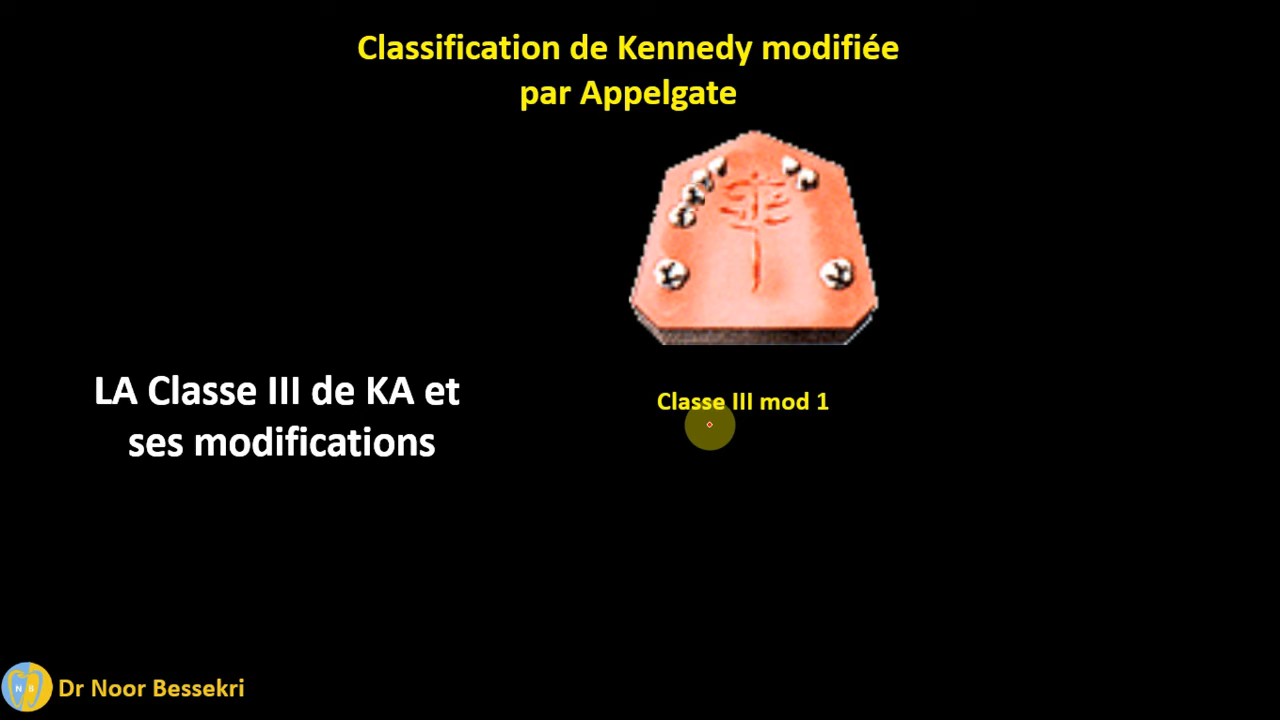 Classification de Kennedy modifiée
par Appelgate
Classe III mod 1
LA Classe III de KA et
ses modifications
N B
Dr Noor Bessekri